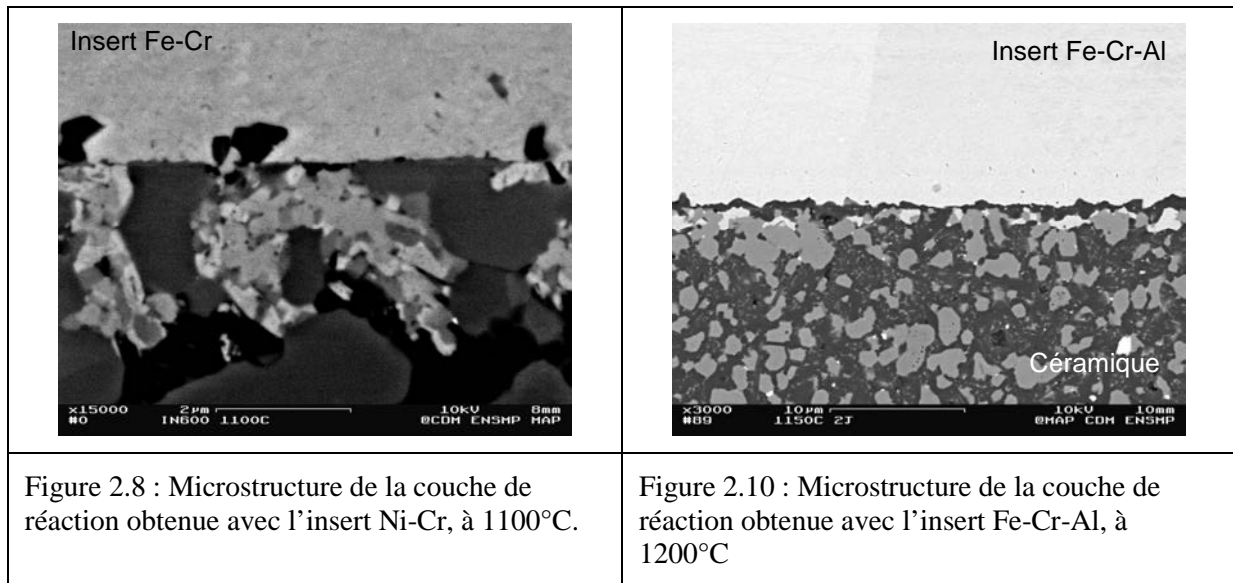 Insert Fe-Cr
x15000 2µm 10kV 8mm
#0 IN600 1100C @CDM ENSMP MAP
Insert Fe-Cr-Al
Céramique
x3000 10µm 10kV 10mm
#89 1150C 2J @MAP CDM ENSMP
Figure 2.8 : Microstructure de la couche de
réaction obtenue avec l’insert Ni-Cr, à 1100°C.
Figure 2.10 : Microstructure de la couche de
réaction obtenue avec l’insert Fe-Cr-Al, à
1200°C